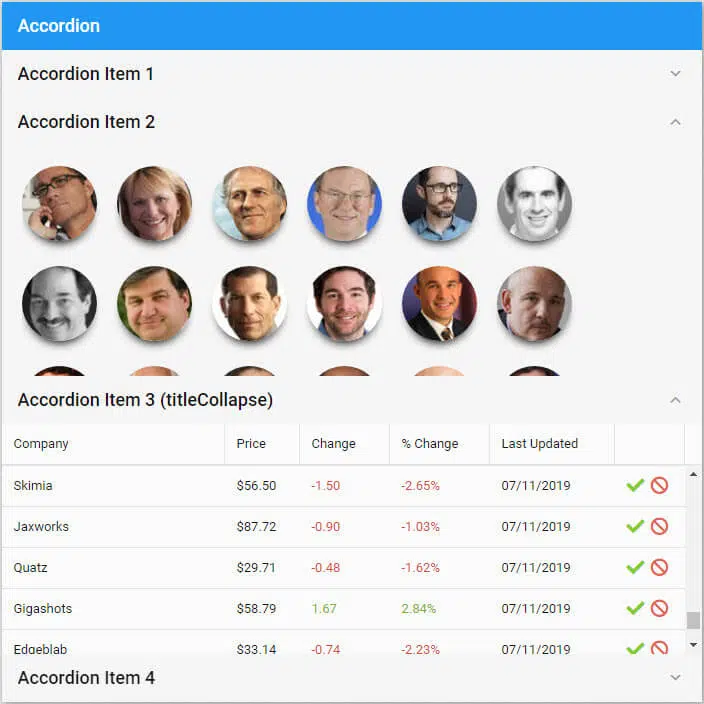 Accordion
Accordion Item 1
Accordion Item 2
Accordion Item 3 (titleCollapse)
Company Price Change % Change Last Updated
Skimia $56.50 -1.50 -2.65% 07/11/2019
Jaxworks $87.72 -0.90 -1.03% 07/11/2019
Quatz $29.71 -0.48 -1.62% 07/11/2019
Gigashots $58.79 1.67 2.84% 07/11/2019
Edgeblab $33.14 -0.74 -2.23% 07/11/2019
Accordion Item 4